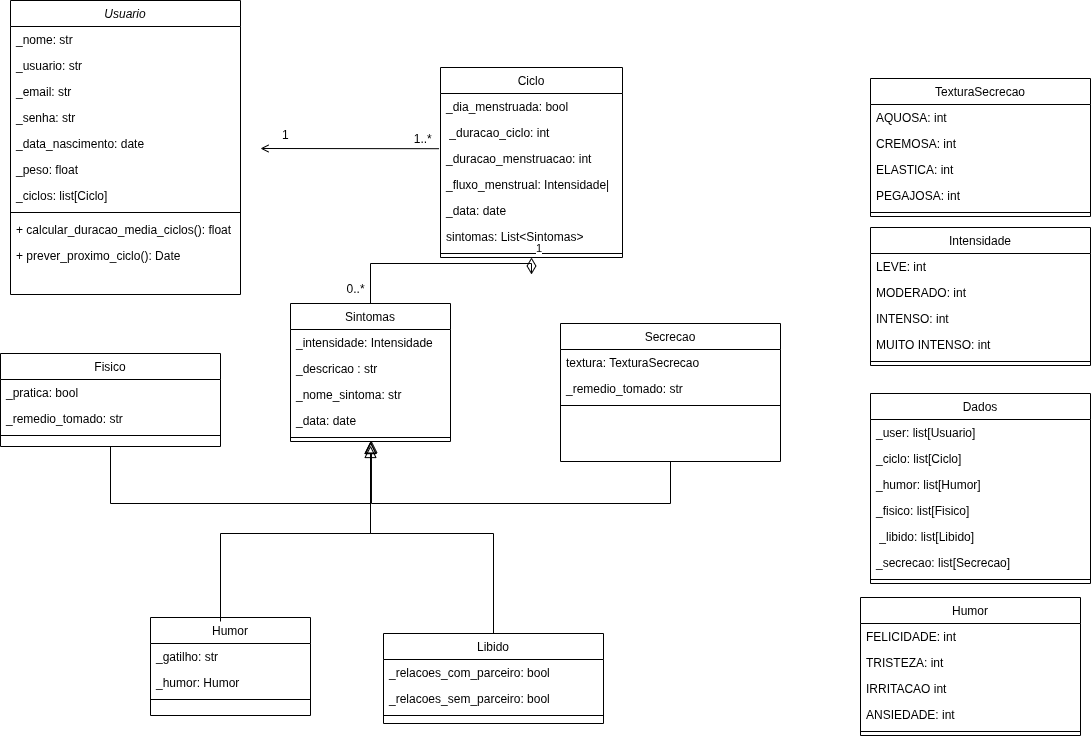 Usuario
_nome: str
_usuario: str
_email: str
_senha: str
_data_nascimento: date
_peso: float
_ciclos: list[Ciclo]
+ calcular_duracao_media_ciclos(): float
+ prever_proximo_ciclo(): Date
1
1..*
Ciclo
_dia_menstruada: bool
_duracao_ciclo: int
_duracao_menstruacao: int
_fluxo_menstrual: Intensidade|
_data: date
sintomas: List<Sintomas>
1
0..*
Sintomas
_intensidade: Intensidade
_descricao : str
_nome_sintoma: str
_data: date
Secrecao
textura: TexturaSecrecao
_remedio_tomado: str
Fisico
_pratica: bool
_remedio_tomado: str
Humor
_gatilho: str
_humor: Humor
Libido
_relacoes_com_parceiro: bool
_relacoes_sem_parceiro: bool
TexturaSecrecao
AQUOSA: int
CREMOSA: int
ELASTICA: int
PEGAJOSA: int
Intensidade
LEVE: int
MODERADO: int
INTENSO: int
MUITO INTENSO: int
Dados
_user: list[Usuario]
_ciclo: list[Ciclo]
_humor: list[Humor]
_fisico: list[Fisico]
_libido: list[Libido]
_secrecao: list[Secrecao]
Humor
FELICIDADE: int
TRISTEZA: int
IRRITACAO int
ANSIEDADE: int